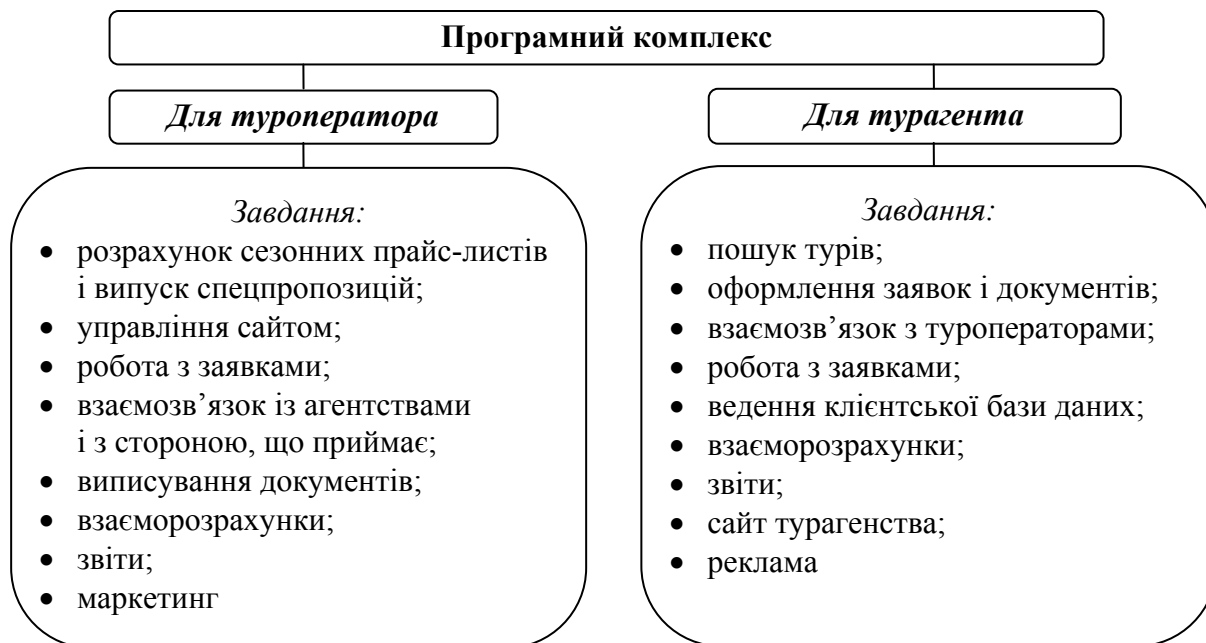 Програмний комплекс
Для туроператора
Завдання:
• розрахунок сезонних прайс-листів
і випуск спецпропозицій;
• управління сайтом;
• робота з заявками;
• взаємозв’язок із агентствами
і з стороною, що приймає;
• виписування документів;
• взаєморозрахунки;
• звіти;
• маркетинг
Для турагента
Завдання:
• пошук турів;
• оформлення заявок і документів;
• взаємозв’язок з туроператорами;
• робота з заявками;
• ведення клієнтської бази даних;
• взаєморозрахунки;
• звіти;
• сайт турагенства;
• реклама